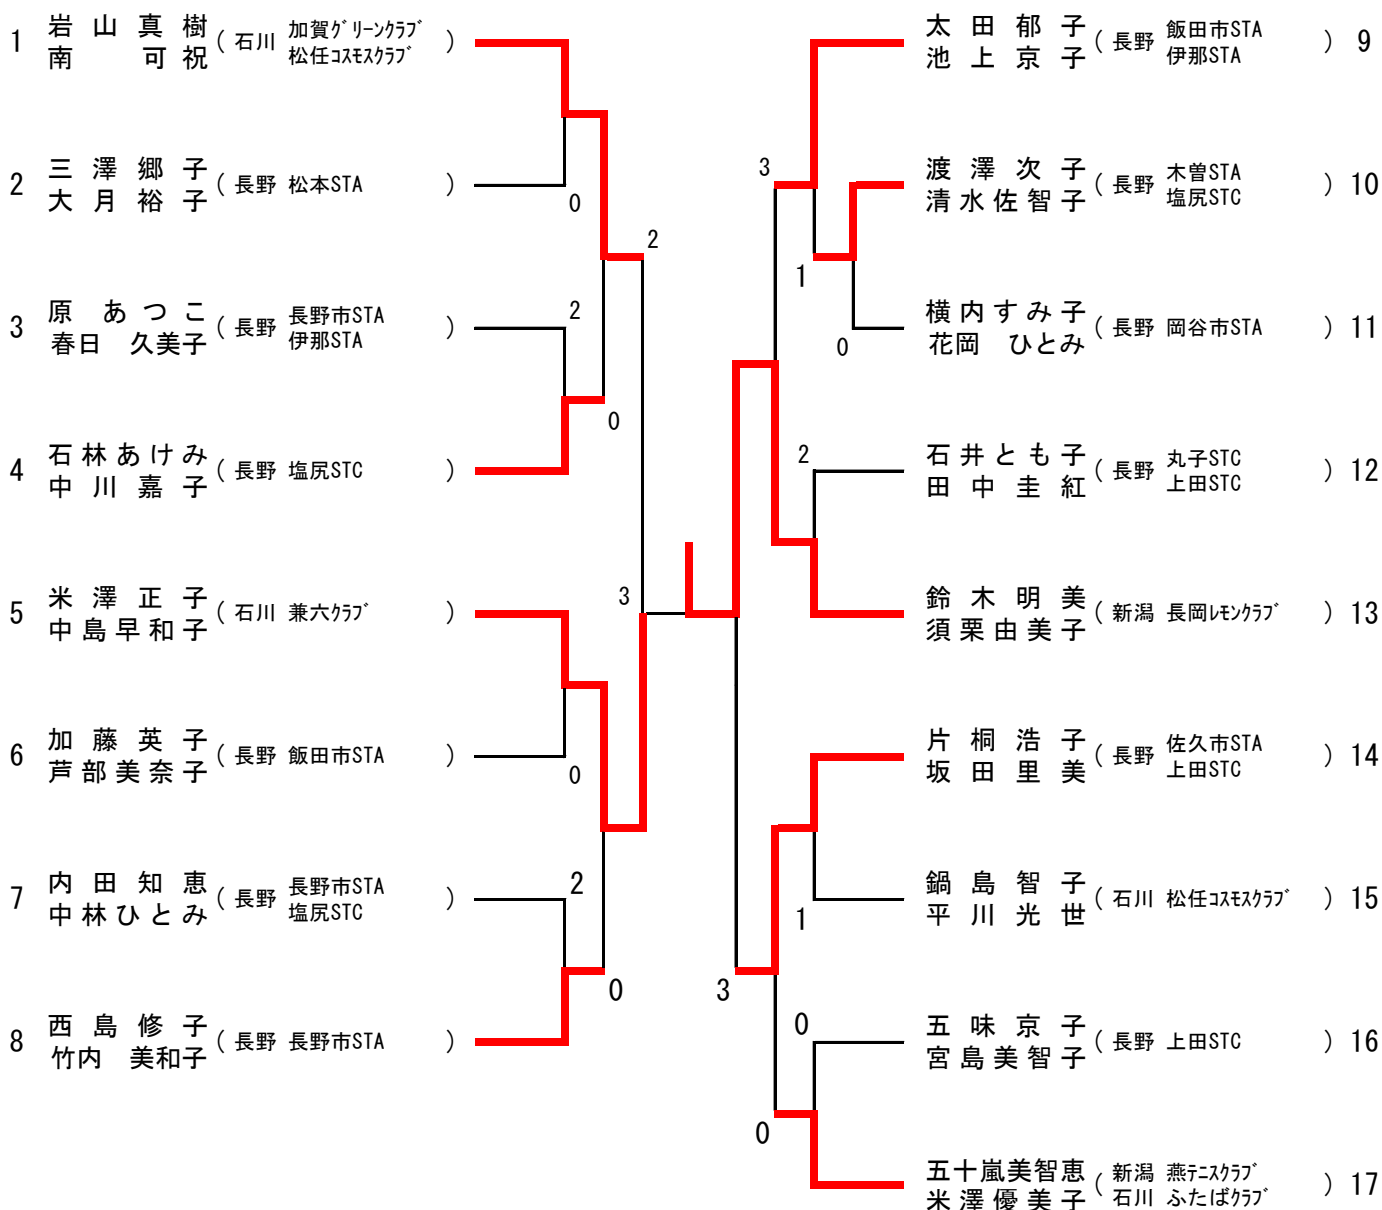 1 岩山真樹 ( 石川 加賀グリーンクラブ )
南可祝 松任コスモスクラブ
2 三澤郷子 ( 長野 松本STA )
大月裕子
0
2
3 原あつこ ( 長野 長野市STA )
春日 久美子 伊那STA
2
0
4 石林あけみ ( 長野 塩尻STC )
中川嘉子
3
5 米澤正子 ( 石川 兼六クラブ )
中島早和子
6 加藤英子 ( 長野 飯田市STA )
芦部美奈子
0
7 内田知恵 ( 長野 長野市STA )
中林ひとみ 塩尻STC
2
0
8 西島修子 ( 長野 長野市STA )
竹内 美和子
太田郁子 ( 長野 飯田市STA ) 9
池上京子 伊那STA
3
渡澤次子 ( 長野 木曽STA ) 10
清水佐智子 塩尻STC
1
横内すみ子 ( 長野 岡谷市STA ) 11
花岡 ひとみ
0
2
石井とも子 ( 長野 丸子STC ) 12
田中圭紅 上田STC
鈴木明美 ( 新潟 長岡レモンクラブ ) 13
須栗由美子
片桐浩子 ( 長野 佐久市STA ) 14
坂田里美 上田STC
鍋島智子 ( 石川 松任コスモスクラブ ) 15
平川光世
1
3
0
五味京子 ( 長野 上田STC ) 16
宮島美智子
0
五十嵐美智恵 ( 新潟 燕テニスクラブ ) 17
米澤優美子 石川 ふたばクラブ